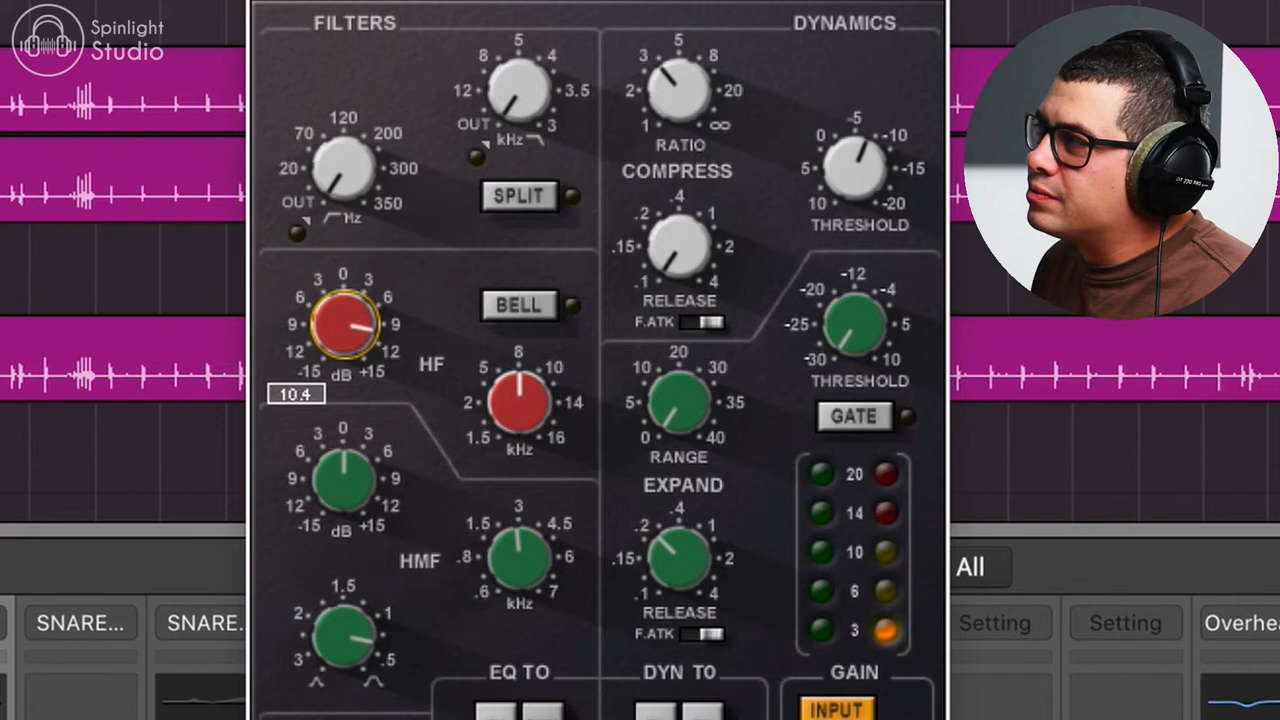 Spinlight
Studio
FILTERS
DYNAMICS
5
8
4
12
3.5
OUT
3
kHz
120
70
200
20
300
OUT
350
Hz
SPLIT
5
3
8
2
20
1
∞
RATIO
COMPRESS
-5
0
-10
5
-15
10
-20
THRESHOLD
.4
.2
1
.15
2
.1
4
RELEASE
F.ATK
0
3
3
6
6
9
9
12
12
-15
dB
+15
HF
10.4
BELL
8
5
10
2
14
1.5
16
kHz
-12
-20
-4
-25
5
-30
10
THRESHOLD
GATE
20
10
30
5
35
0
40
RANGE
EXPAND
0
3
3
6
6
9
9
12
12
-15
dB
+15
HMF
3
1.5
4.5
.8
6
.6
7
kHz
.4
.2
1
.15
2
.1
4
RELEASE
F.ATK
20
14
10
6
3
1.5
2
1
3
.5
EQ TO
DYN TO
GAIN
INPUT
All
SNARE...
SNARE.
Setting
Setting
Overhe
DT 770 PRO